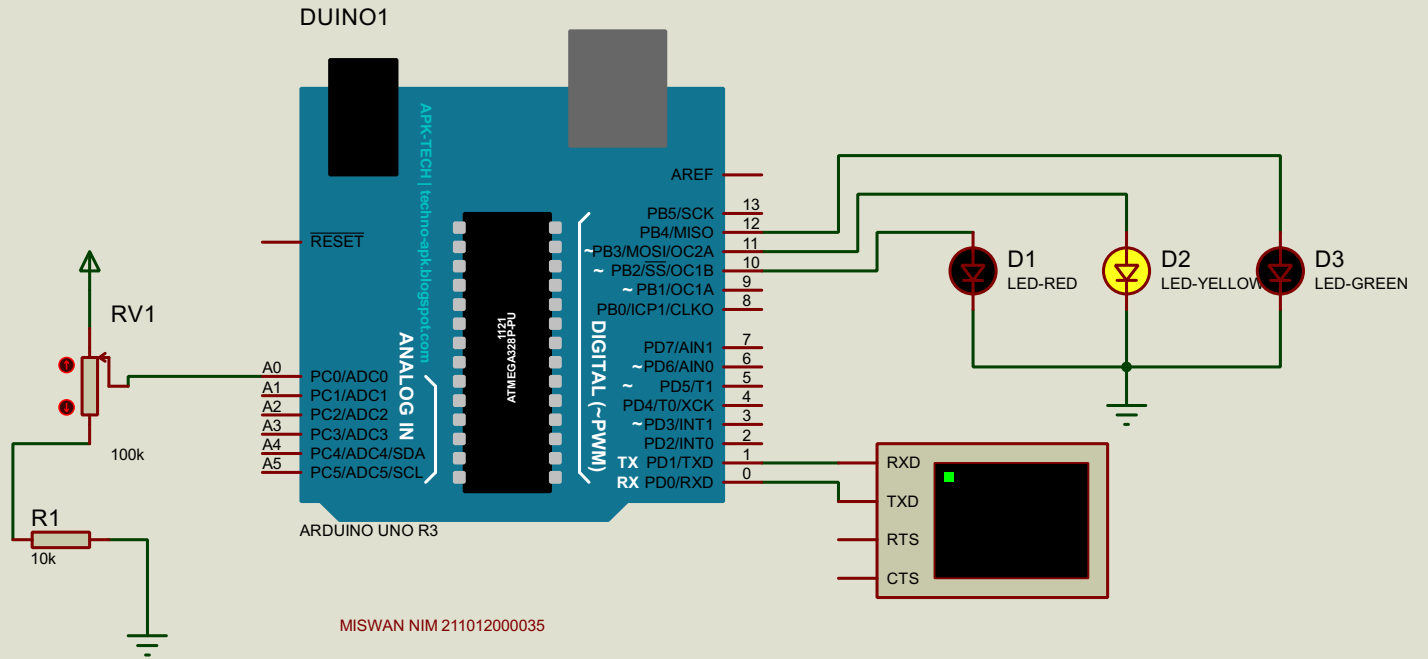 DUINO1
APK-TECH | techno-apk.blogspot.com
AREF
PB5/SCK 13
PB4/MISO 12
~PB3/MOSI/OC2A 11
~ PB2/SS/OC1B 10
~ PB1/OC1A 9
PB0/ICP1/CLKO 8
RESET
DIGITAL (~PWM)
PD7/AIN1 7
~PD6/AIN0 6
~ PD5/T1 5
PD4/T0/XCK 4
~PD3/INT1 3
PD2/INT0 2
TX PD1/TXD 1
RX PD0/RXD 0
1121
ATMEGA328P-PU
ANALOG IN
A0 PC0/ADC0
A1 PC1/ADC1
A2 PC2/ADC2
A3 PC3/ADC3
A4 PC4/ADC4/SDA
A5 PC5/ADC5/SCL
ARDUINO UNO R3
RV1
100k
R1
10k
D1
LED-RED
D2
LED-YELLOW
D3
LED-GREEN
RXD
TXD
RTS
CTS
MISWAN NIM 211012000035